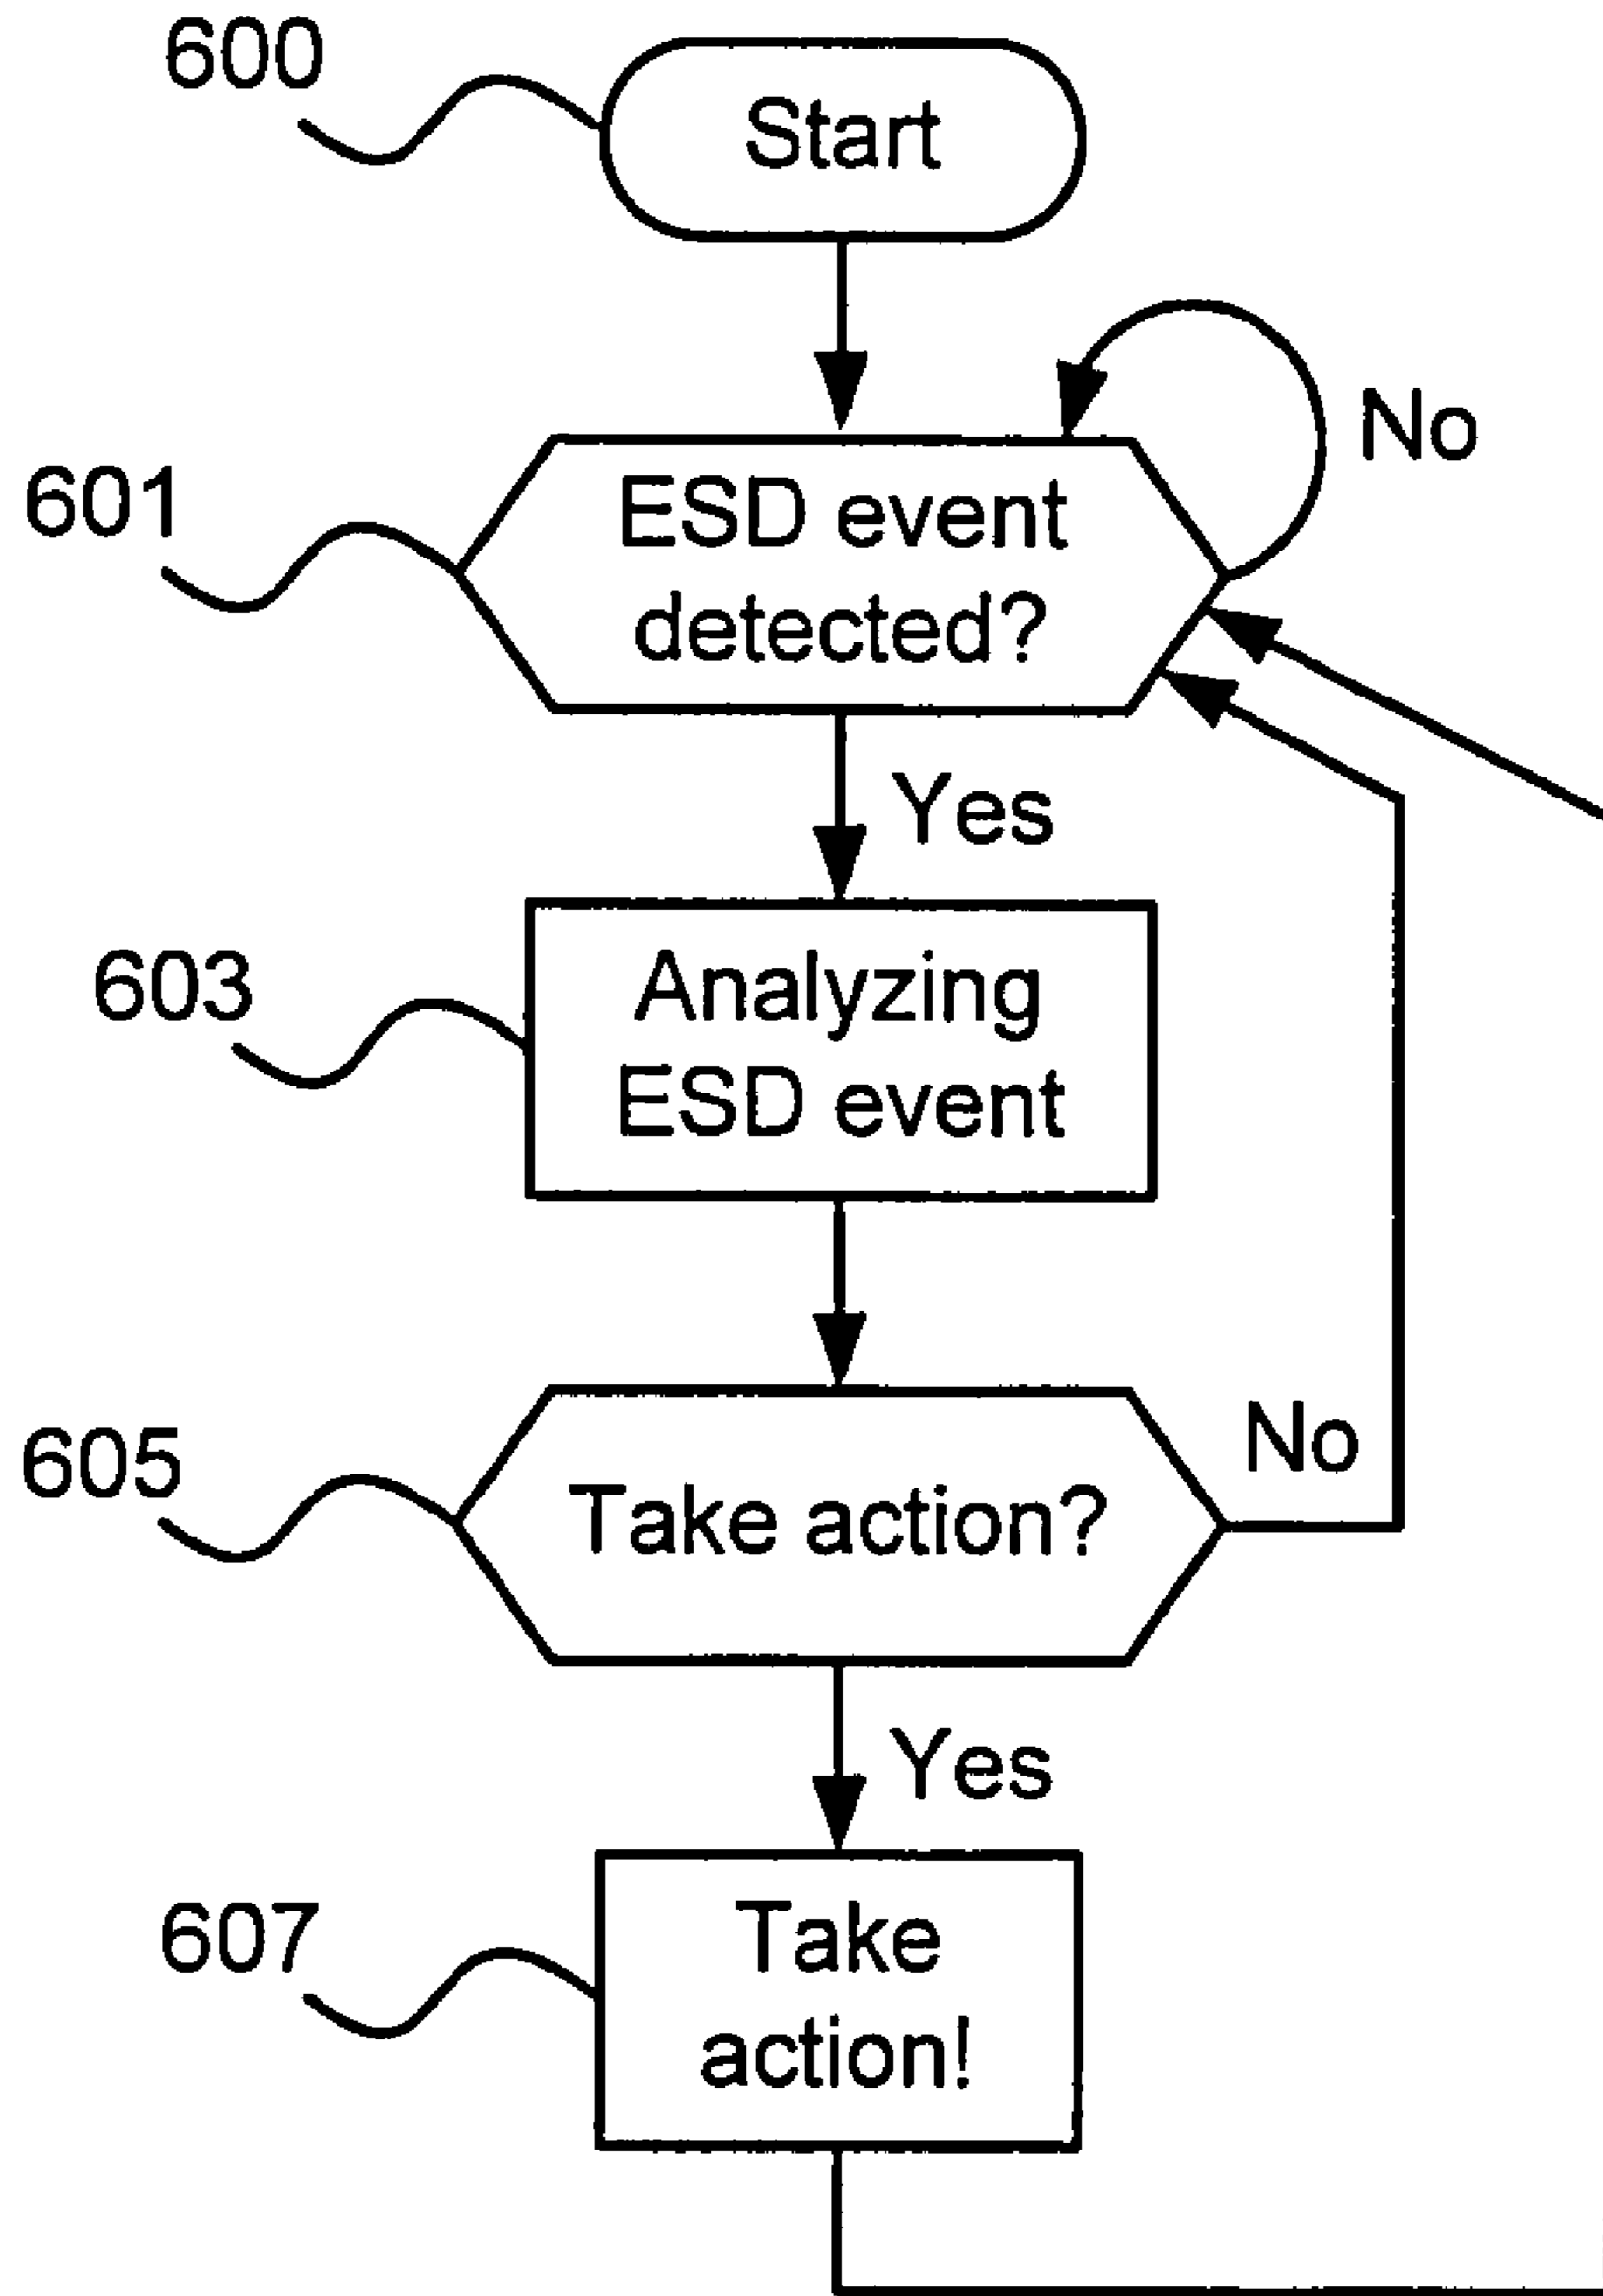 600
Start
No
601
ESD event
detected?
Yes
603
Analyzing
ESD event
605
No
Take action?
Yes
607
Take
action!